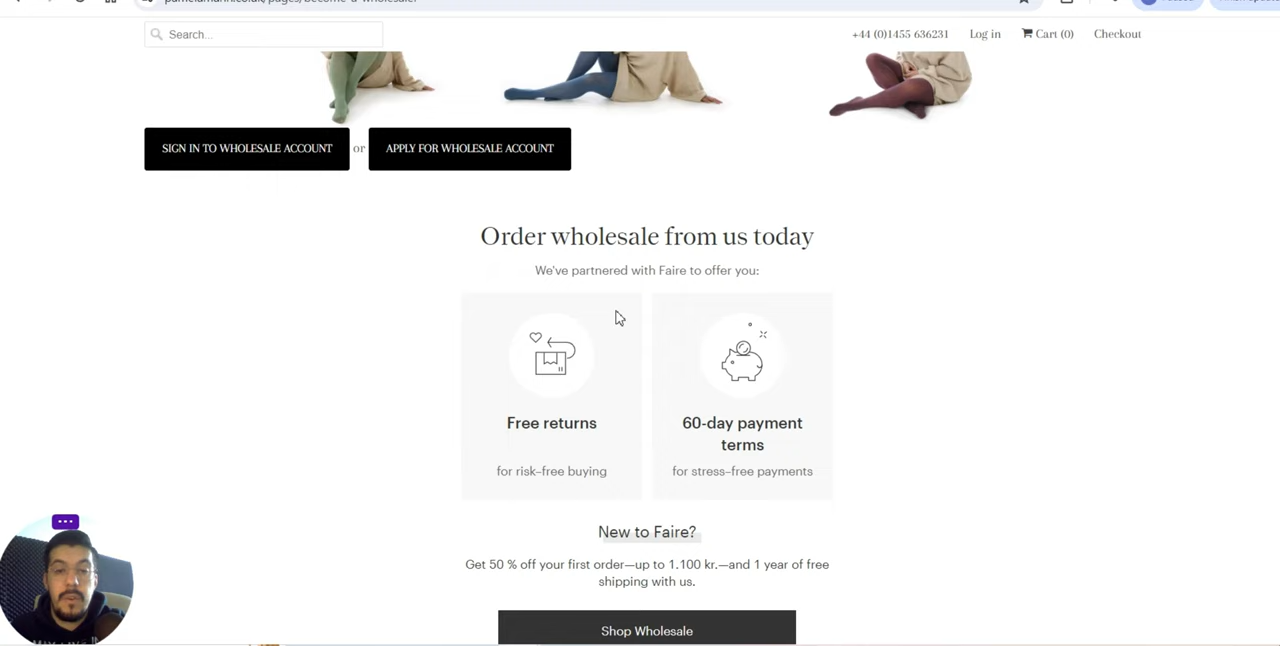 Search...
+44 (0)1455 636231 Log in Cart (0) Checkout
SIGN IN TO WHOLESALE ACCOUNT or APPLY FOR WHOLESALE ACCOUNT
Order wholesale from us today
We've partnered with Faire to offer you:
Free returns
for risk–free buying
60-day payment
terms
for stress–free payments
New to Faire?
Get 50 % off your first order—up to 1.100 kr.—and 1 year of free
shipping with us.
Shop Wholesale